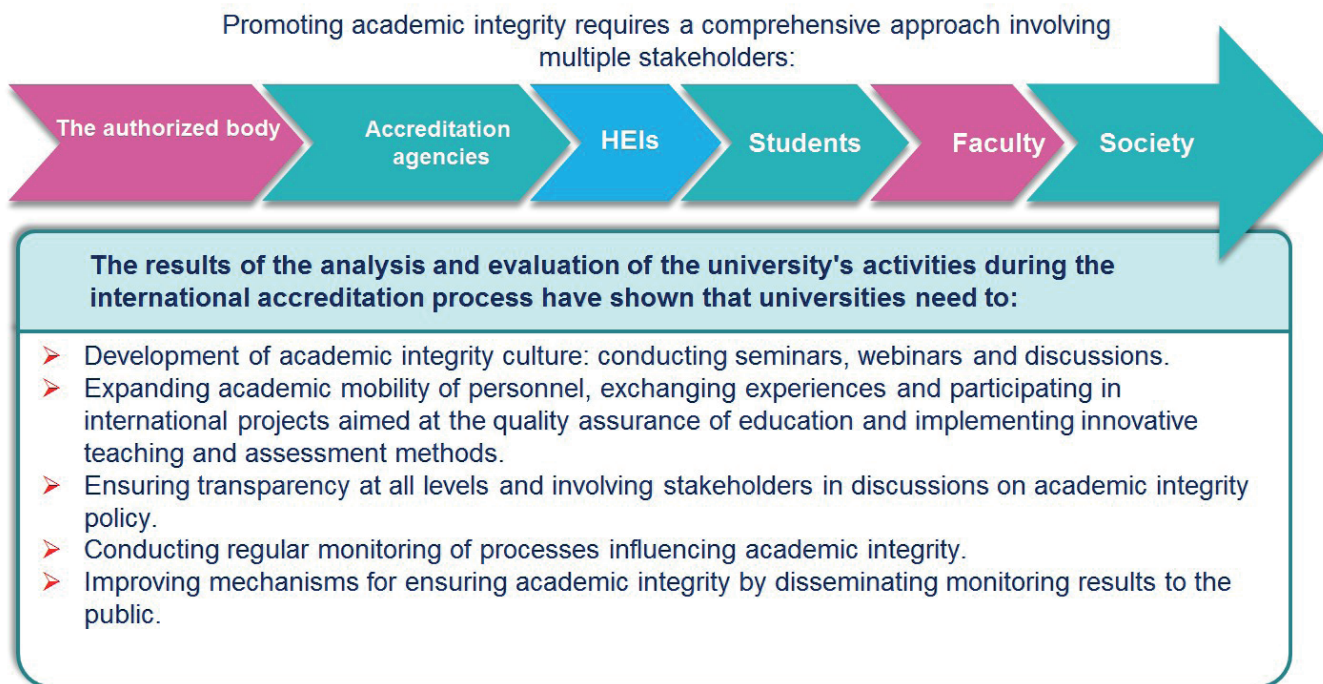 Promoting academic integrity requires a comprehensive approach involving
multiple stakeholders:
The authorized body
Accreditation
agencies
HEIs
Students
Faculty
Society
The results of the analysis and evaluation of the university's activities during the
international accreditation process have shown that universities need to:
➢ Development of academic integrity culture: conducting seminars, webinars and discussions.
➢ Expanding academic mobility of personnel, exchanging experiences and participating in
international projects aimed at the quality assurance of education and implementing innovative
teaching and assessment methods.
➢ Ensuring transparency at all levels and involving stakeholders in discussions on academic integrity
policy.
➢ Conducting regular monitoring of processes influencing academic integrity.
➢ Improving mechanisms for ensuring academic integrity by disseminating monitoring results to the
public.